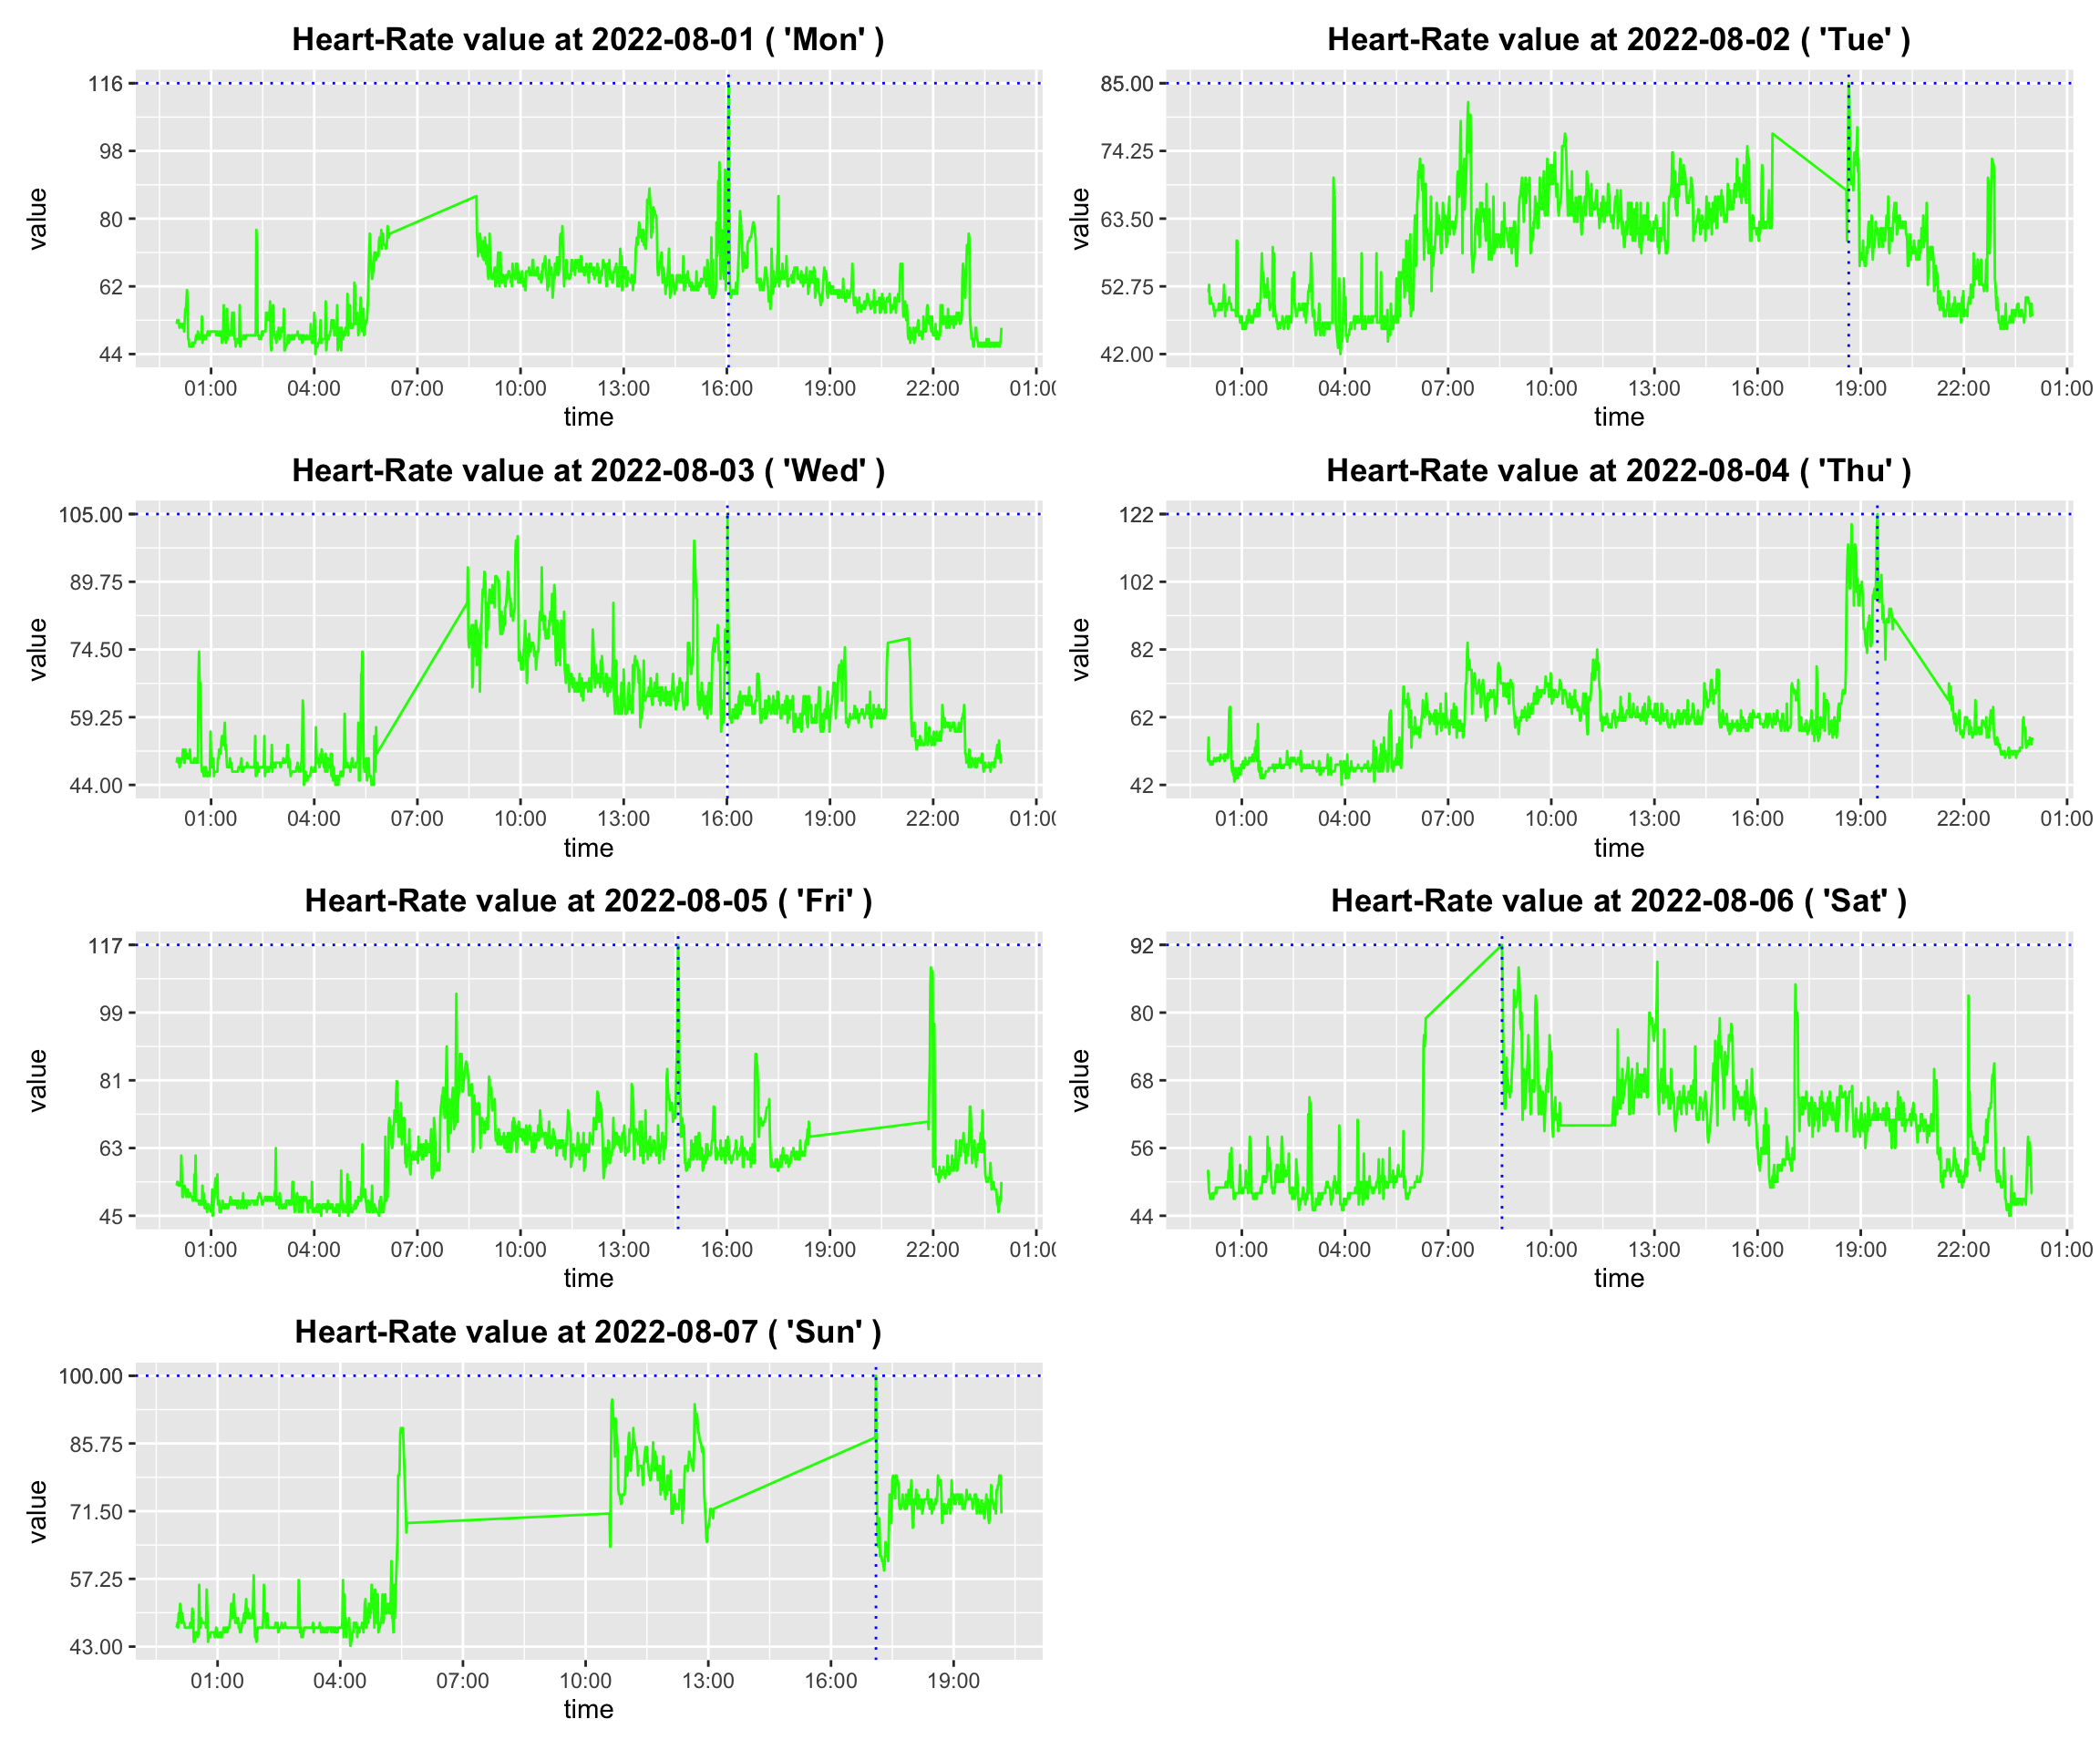 Heart-Rate value at 2022-08-01 ( 'Mon' )
116
98
80
62
44
value
01:00 04:00 07:00 10:00 13:00 16:00 19:00 22:00 01:00
time
Heart-Rate value at 2022-08-02 ( 'Tue' )
85.00
74.25
63.50
52.75
42.00
value
01:00 04:00 07:00 10:00 13:00 16:00 19:00 22:00 01:00
time
Heart-Rate value at 2022-08-03 ( 'Wed' )
105.00
89.75
74.50
59.25
44.00
value
01:00 04:00 07:00 10:00 13:00 16:00 19:00 22:00 01:00
time
Heart-Rate value at 2022-08-04 ( 'Thu' )
122
102
82
62
42
value
01:00 04:00 07:00 10:00 13:00 16:00 19:00 22:00 01:00
time
Heart-Rate value at 2022-08-05 ( 'Fri' )
117
99
81
63
45
value
01:00 04:00 07:00 10:00 13:00 16:00 19:00 22:00 01:00
time
Heart-Rate value at 2022-08-06 ( 'Sat' )
92
80
68
56
44
value
01:00 04:00 07:00 10:00 13:00 16:00 19:00 22:00 01:00
time
Heart-Rate value at 2022-08-07 ( 'Sun' )
100.00
85.75
71.50
57.25
43.00
value
01:00 04:00 07:00 10:00 13:00 16:00 19:00
time